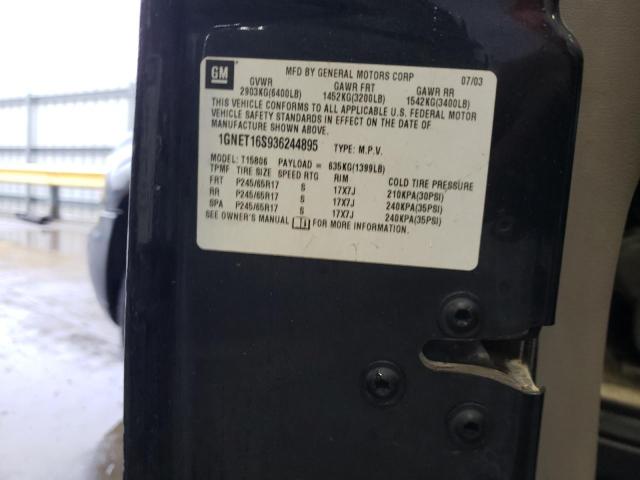 GM
MFD BY GENERAL MOTORS CORP 07/03
GVWR GAWR FRT GAWR RR
2903KG(6400LB) 1452KG(3200LB) 1542KG(3400LB)
THIS VEHICLE CONFORMS TO ALL APPLICABLE U.S. FEDERAL MOTOR
VEHICLE SAFETY STANDARDS IN EFFECT ON THE DATE OF
MANUFACTURE SHOWN ABOVE.
1GNET16S936244895 TYPE: M.P.V.
MODEL: T15806 PAYLOAD = 635KG(1399LB)
TPMF TIRE SIZE SPEED RTG RIM COLD TIRE PRESSURE
FRT P245/65R17 S 17X7J 210KPA(30PSI)
RR P245/65R17 S 17X7J 240KPA(35PSI)
SPA P245/65R17 S 17X7J 240KPA(35PSI)
SEE OWNER'S MANUAL FOR MORE INFORMATION.